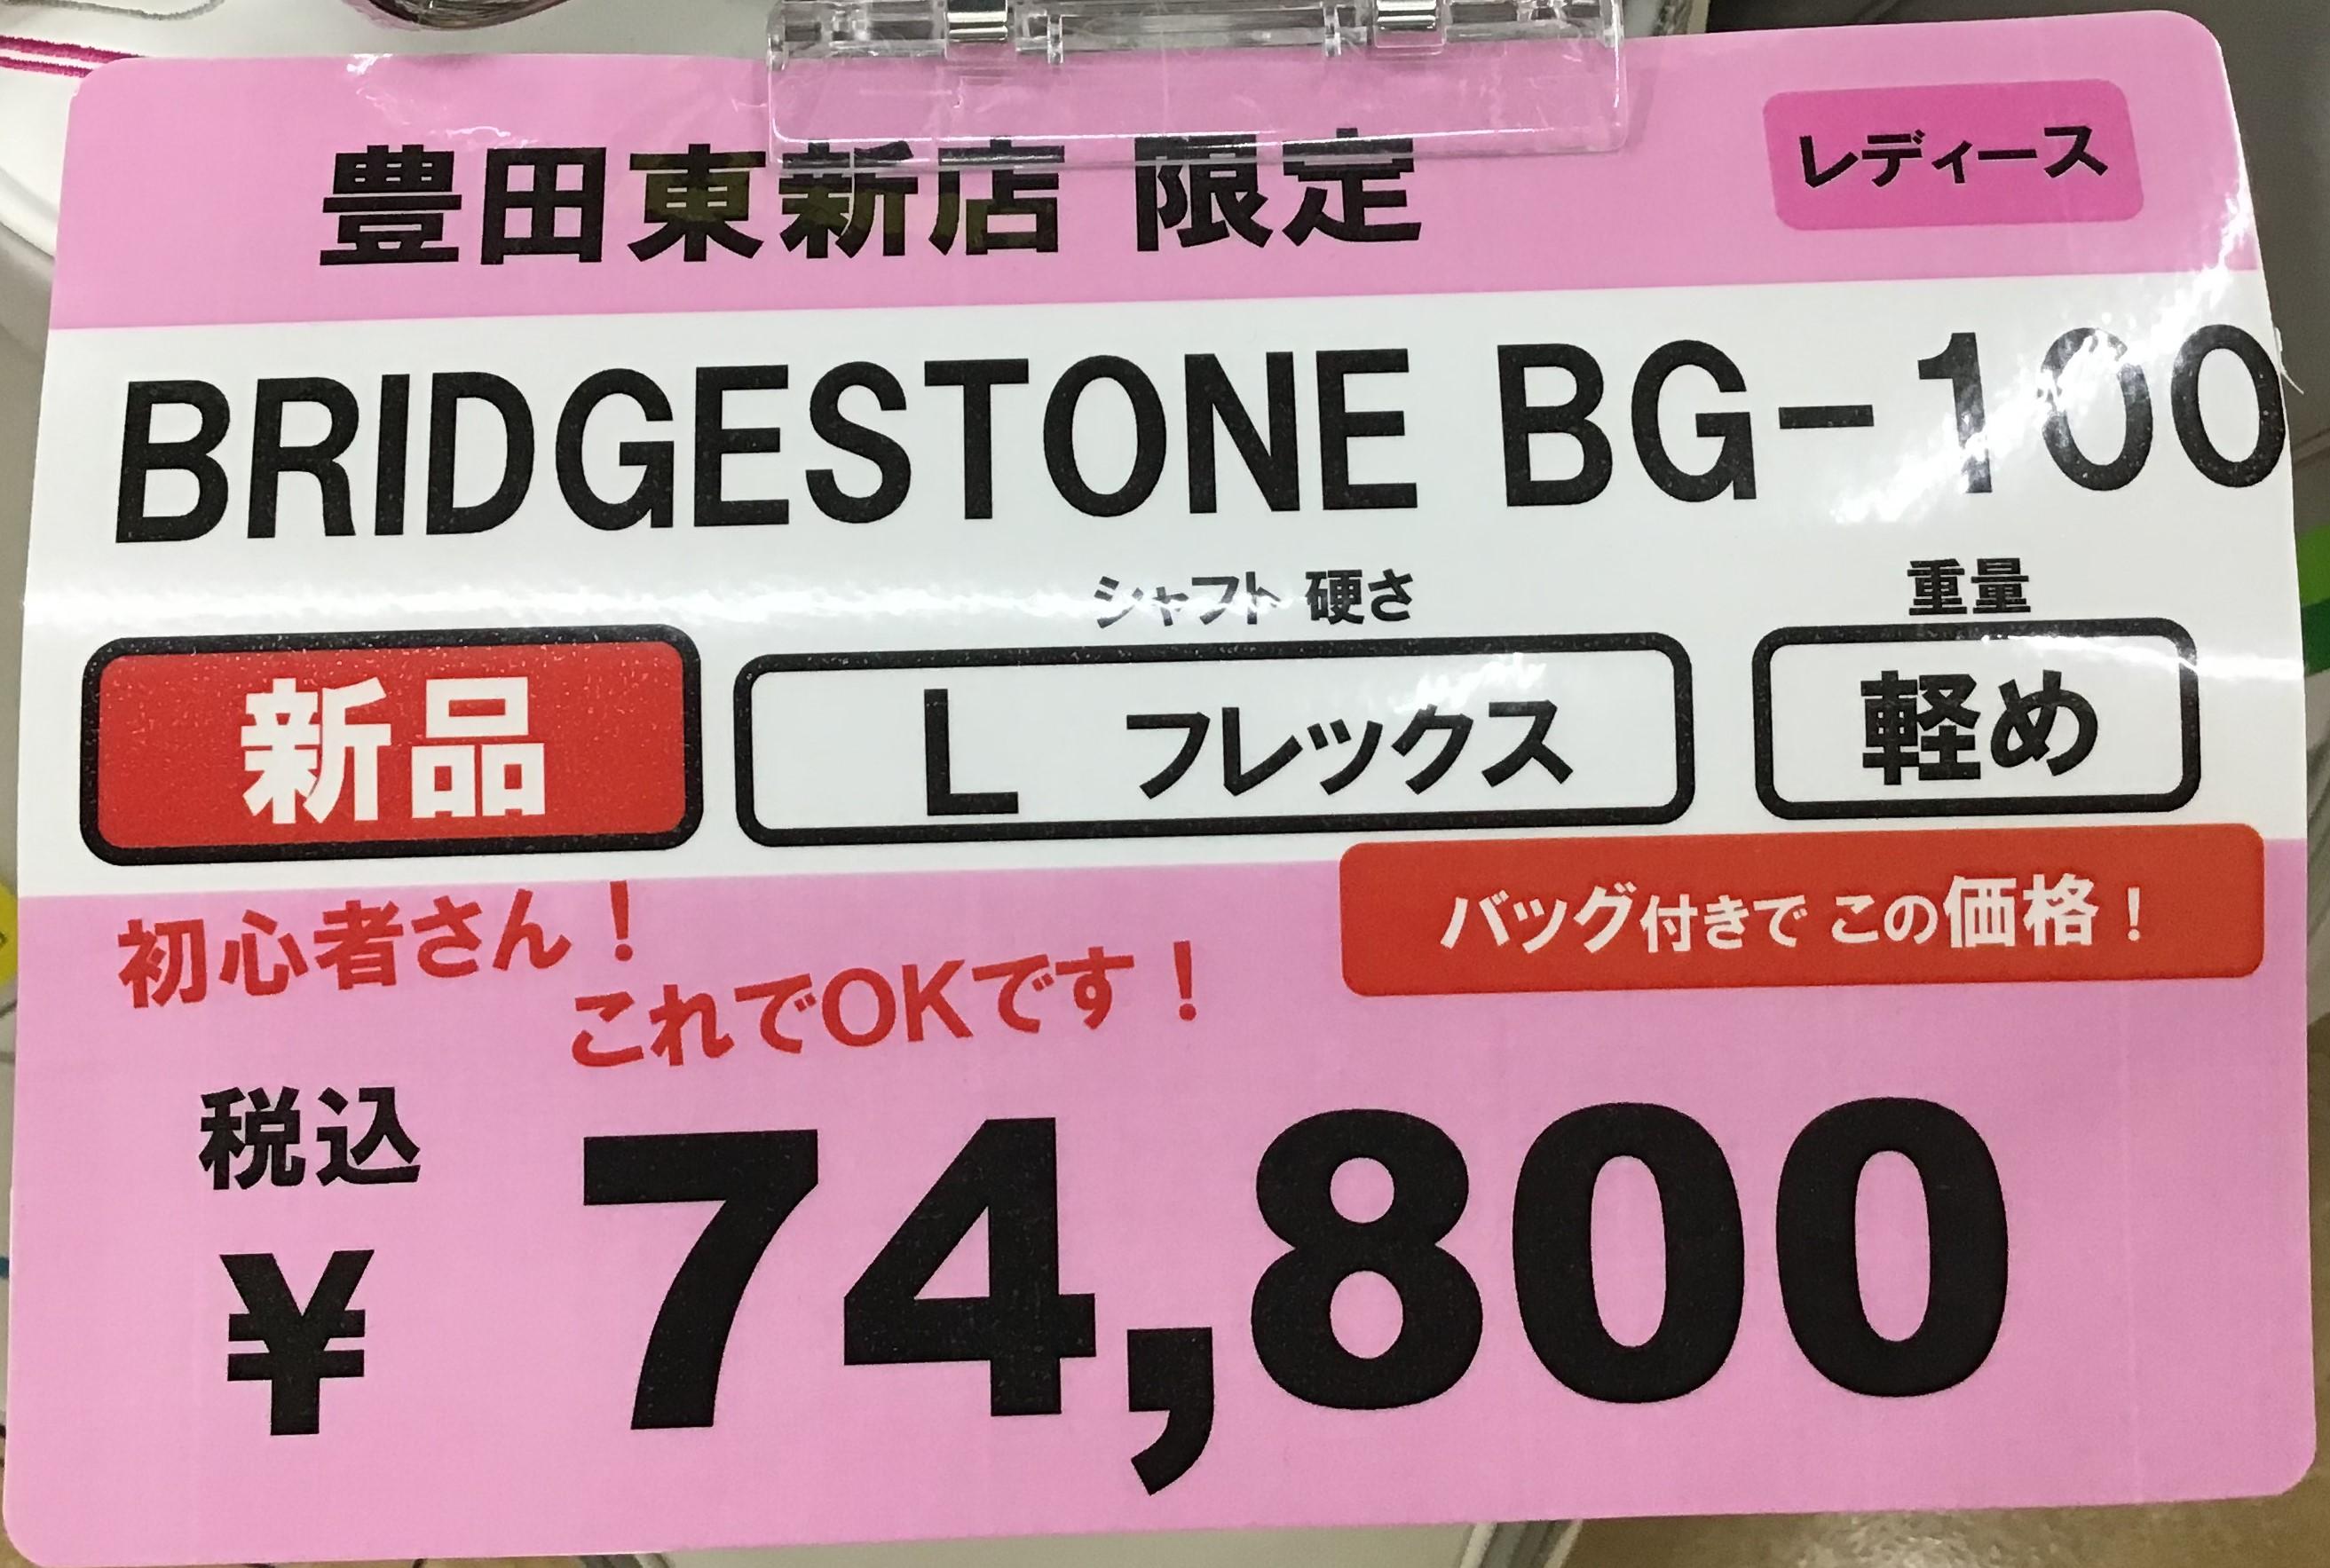 豊田東新店 限定
レディース
BRIDGESTONE BG-100
シャフト 硬さ
重量
新品
L フレックス
軽め
初心者さん！
これでOKです！
バッグ付きで この価格！
税込
¥ 74,800